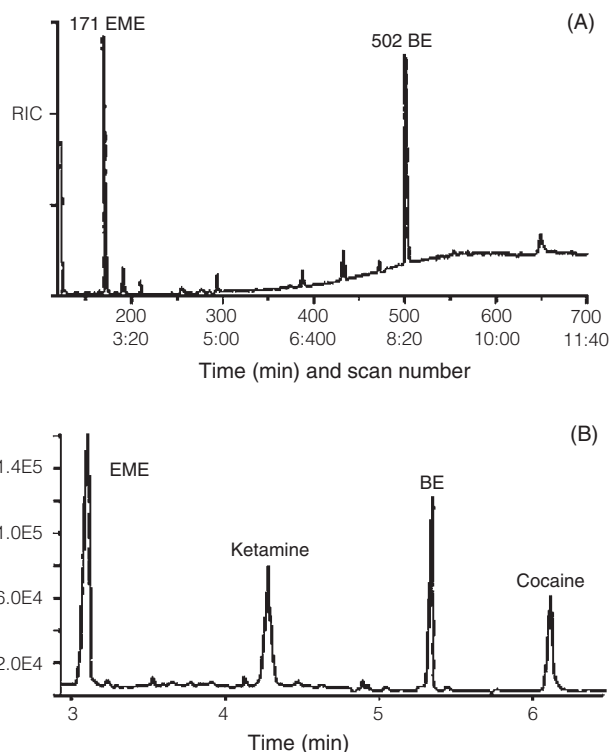 (A)
171 EME
502 BE
RIC
200 300 400 500 600 700
3:20 5:00 6:400 8:20 10:00 11:40
Time (min) and scan number
(B)
1.4E5
EME
BE
1.0E5
Ketamine
Cocaine
6.0E4
2.0E4
3 4 5 6
Time (min)